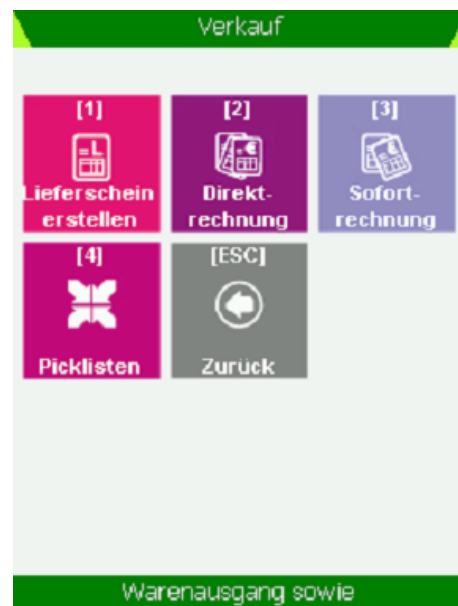 Verkauf
[1]
Lieferschein
erstellen
[2]
Direkt-
rechnung
[3]
Sofort-
rechnung
[4]
Picklisten
[ESC]
Zurück
Warenausgang sowie